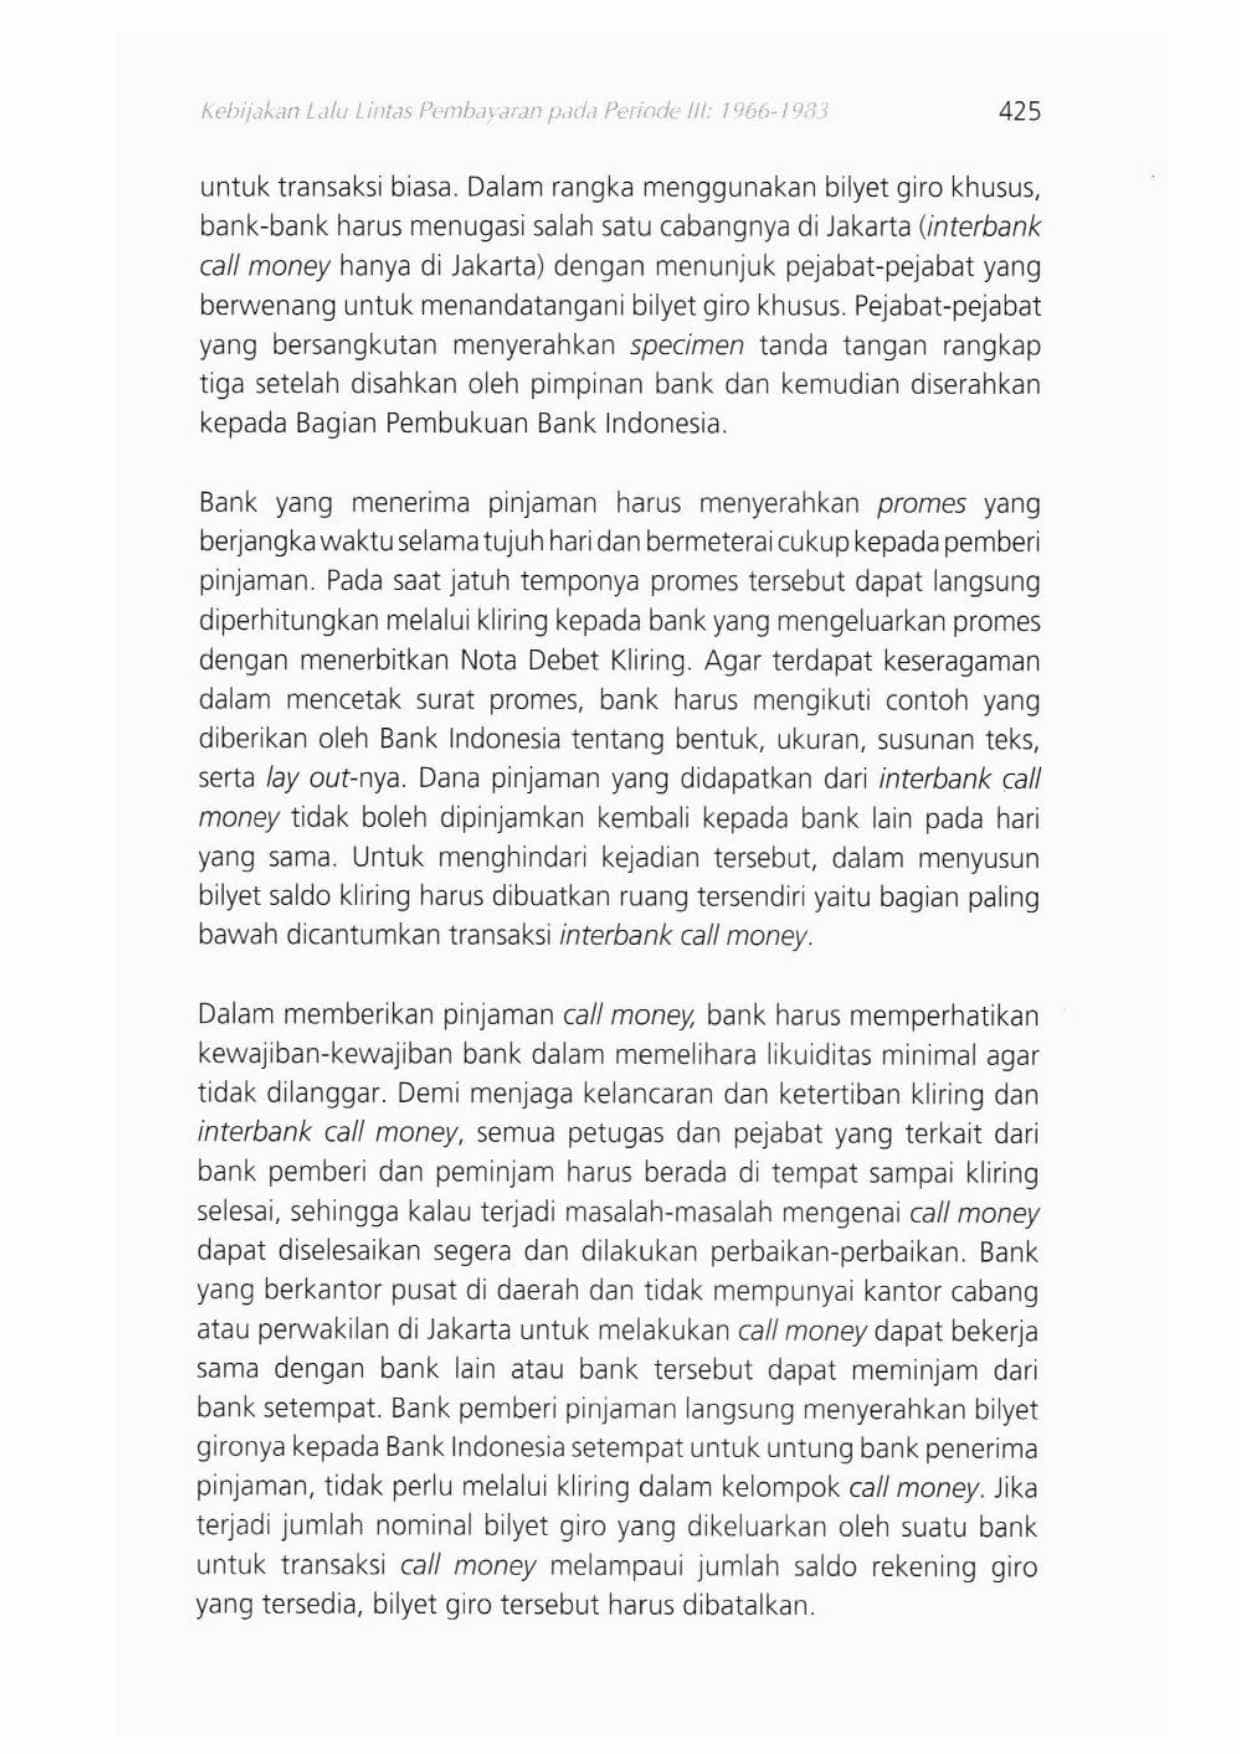 Kebijakan Lalu Lintas Pembayaran pada Periode III: 1966-1983 425
untuk transaksi biasa. Dalam rangka menggunakan bilyet giro khusus,
bank-bank harus menugasi salah satu cabangnya di Jakarta (interbank
call money hanya di Jakarta) dengan menunjuk pejabat-pejabat yang
berwenang untuk menandatangani bilyet giro khusus. Pejabat-pejabat
yang bersangkutan menyerahkan specimen tanda tangan rangkap
tiga setelah disahkan oleh pimpinan bank dan kemudian diserahkan
kepada Bagian Pembukuan Bank Indonesia.
Bank yang menerima pinjaman harus menyerahkan promes yang
berjangka waktu selama tujuh hari dan bermeterai cukup kepada pemberi
pinjaman. Pada saat jatuh temponya promes tersebut dapat langsung
diperhitungkan melalui kliring kepada bank yang mengeluarkan promes
dengan menerbitkan Nota Debet Kliring. Agar terdapat keseragaman
dalam mencetak surat promes, bank harus mengikuti contoh yang
diberikan oleh Bank Indonesia tentang bentuk, ukuran, susunan teks,
serta lay out-nya. Dana pinjaman yang didapatkan dari interbank call
money tidak boleh dipinjamkan kembali kepada bank lain pada hari
yang sama. Untuk menghindari kejadian tersebut, dalam menyusun
bilyet saldo kliring harus dibuatkan ruang tersendiri yaitu bagian paling
bawah dicantumkan transaksi interbank call money.
Dalam memberikan pinjaman call money, bank harus memperhatikan
kewajiban-kewajiban bank dalam memelihara likuiditas minimal agar
tidak dilanggar. Demi menjaga kelancaran dan ketertiban kliring dan
interbank call money, semua petugas dan pejabat yang terkait dari
bank pemberi dan peminjam harus berada di tempat sampai kliring
selesai, sehingga kalau terjadi masalah-masalah mengenai call money
dapat diselesaikan segera dan dilakukan perbaikan-perbaikan. Bank
yang berkantor pusat di daerah dan tidak mempunyai kantor cabang
atau perwakilan di Jakarta untuk melakukan call money dapat bekerja
sama dengan bank lain atau bank tersebut dapat meminjam dari
bank setempat. Bank pemberi pinjaman langsung menyerahkan bilyet
gironya kepada Bank Indonesia setempat untuk untung bank penerima
pinjaman, tidak perlu melalui kliring dalam kelompok call money. Jika
terjadi jumlah nominal bilyet giro yang dikeluarkan oleh suatu bank
untuk transaksi call money melampaui jumlah saldo rekening giro
yang tersedia, bilyet giro tersebut harus dibatalkan.